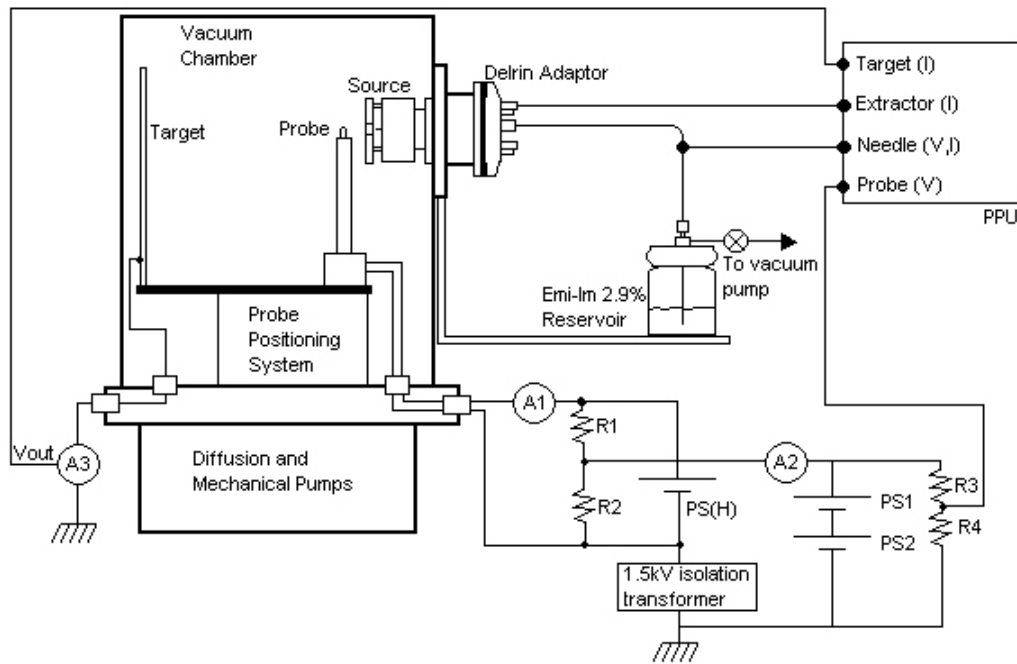 Vacuum
Chamber
Source
Delrin Adaptor
Target
Probe
Target (I)
Extractor (I)
Needle (V,I)
Probe (V)
PPU
To vacuum
pump
Emi-Im 2.9%
Reservoir
Probe
Positioning
System
Diffusion and
Mechanical Pumps
Vout
A3
A1
R1
R2
PS(H)
A2
PS1
PS2
R3
R4
1.5kV isolation
transformer